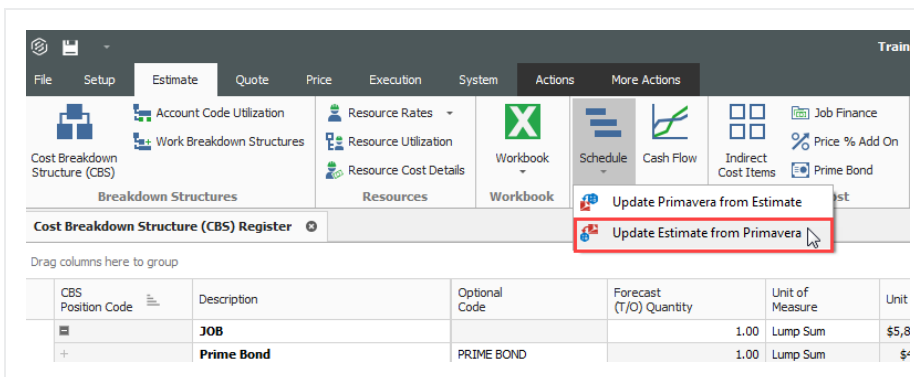 Train
File Setup Estimate Quote Price Execution System Actions More Actions
Cost Breakdown
Structure (CBS)
Account Code Utilization
Work Breakdown Structures
Breakdown Structures
Resource Rates
Resource Utilization
Resource Cost Details
Resources
Workbook
Workbook
Schedule
Cash Flow
Indirect
Cost Items
Job Finance
Price % Add On
Prime Bond
Update Primavera from Estimate
Update Estimate from Primavera
Cost Breakdown Structure (CBS) Register
Drag columns here to group
CBS
Position Code
Description
Optional
Code
Forecast
(T/O) Quantity
Unit of
Measure
Unit
JOB 1.00 Lump Sum $5,8
Prime Bond PRIME BOND 1.00 Lump Sum $4